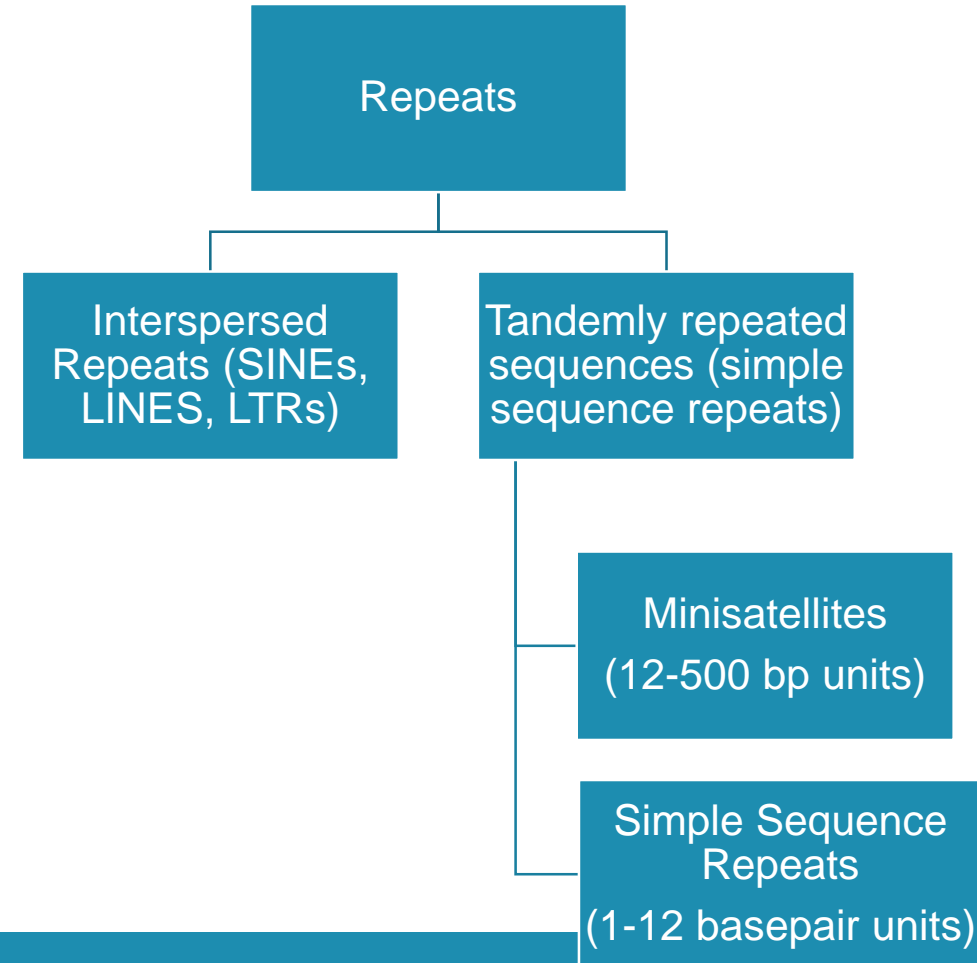 Repeats
Interspersed
Repeats (SINEs,
LINES, LTRs)
Tandemly repeated
sequences (simple
sequence repeats)
Minisatellites
(12-500 bp units)
Simple Sequence
Repeats
(1-12 basepair units)